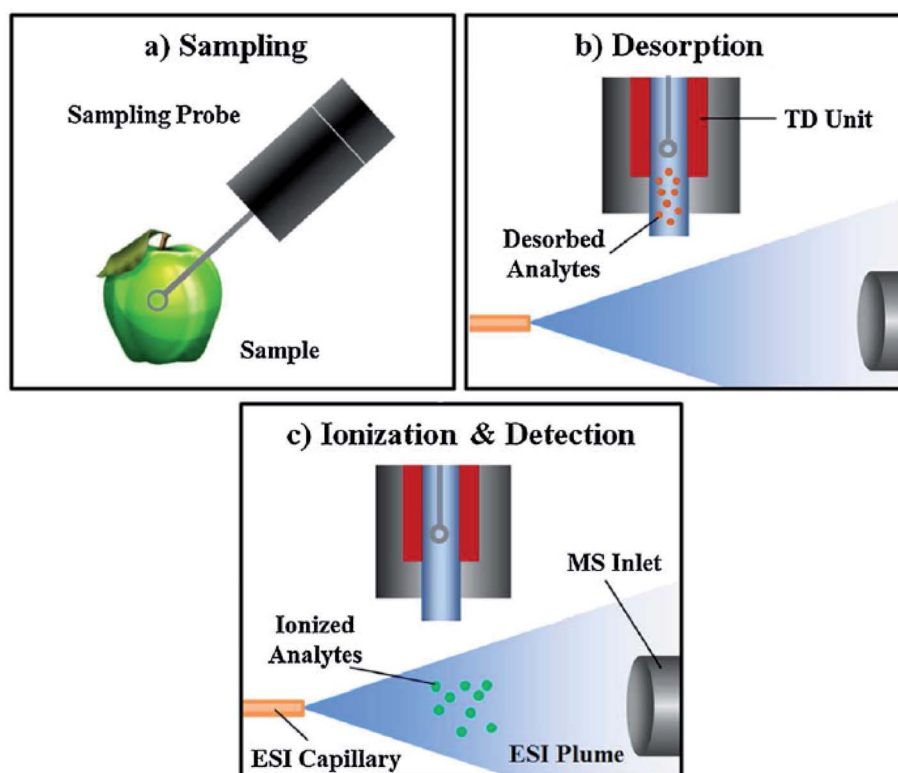 a) Sampling
Sampling Probe
Sample
b) Desorption
TD Unit
Desorbed
Analytes
c) Ionization & Detection
MS Inlet
Ionized
Analytes
ESI Capillary
ESI Plume